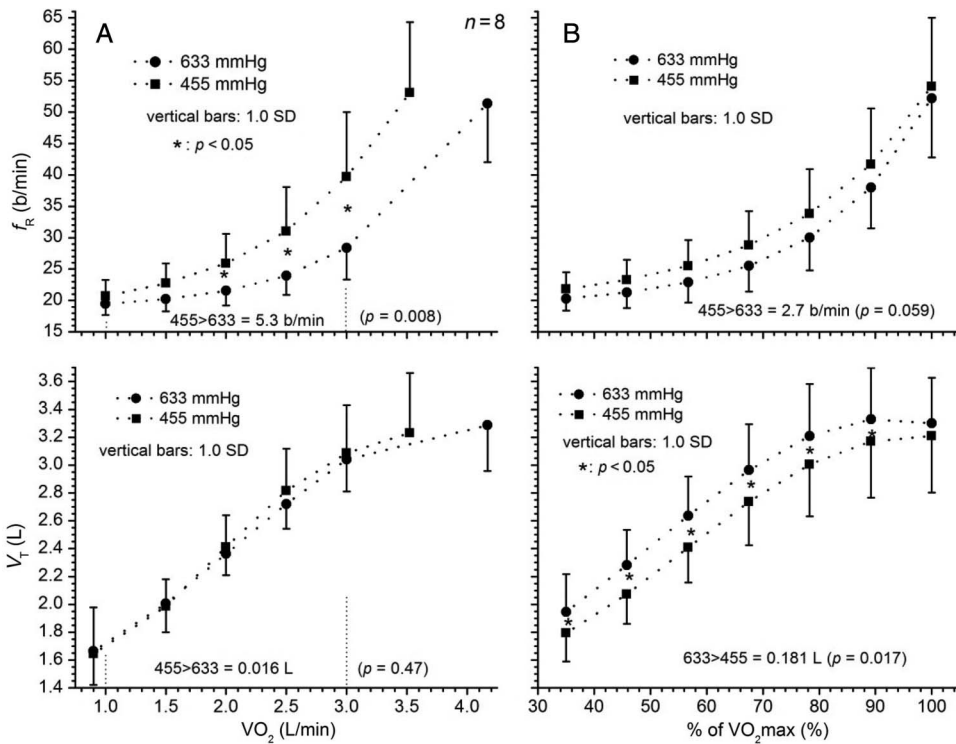 A
n=8
633 mmHg
455 mmHg
vertical bars: 1.0 SD
*: p < 0.05
65
60
55
50
45
40
35
30
25
20
15
f_R (b/min)
* * *
455>633 = 5.3 b/min (p = 0.008)
B
633 mmHg
455 mmHg
vertical bars: 1.0 SD
455>633 = 2.7 b/min (p = 0.059)
3.6
3.4
3.2
3.0
2.8
2.6
2.4
2.2
2.0
1.8
1.6
1.4
V_T (L)
633 mmHg
455 mmHg
vertical bars: 1.0 SD
455>633 = 0.016 L (p = 0.47)
1.0 1.5 2.0 2.5 3.0 3.5 4.0
VO₂ (L/min)
633 mmHg
455 mmHg
vertical bars: 1.0 SD
*: p < 0.05
* * * * * *
633>455 = 0.181 L (p = 0.017)
30 40 50 60 70 80 90 100
% of VO₂max (%)